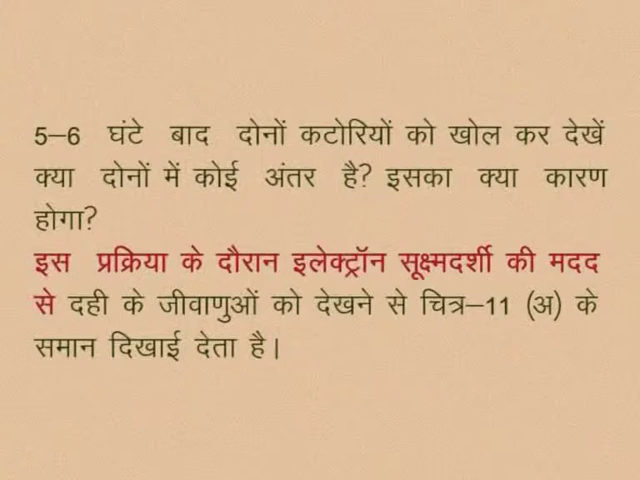 5–6 घंटे बाद दोनों कटोरियों को खोल कर देखें
क्या दोनों में कोई अंतर है? इसका क्या कारण
होगा?
इस प्रक्रिया के दौरान इलेक्ट्रॉन सूक्ष्मदर्शी की मदद
से दही के जीवाणुओं को देखने से चित्र–11 (अ) के
समान दिखाई देता है।